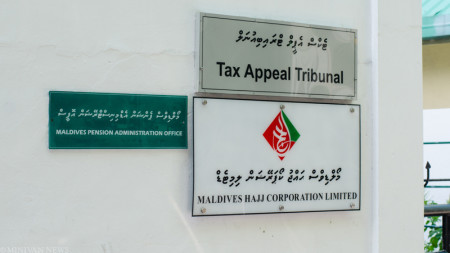 ޓެކްސް އެޕީލް ޓްރައިބިއުނަލް
Tax Appeal Tribunal
މޯލްޑިވްސް ޕެންޝަން އެޑްމިނިސްޓްރޭޝަން އޮފީސް
MALDIVES PENSION ADMINISTRATION OFFICE
މޯލްޑިވްސް ހައްޖު ކޯޕަރޭޝަން ލިމިޓެޑް
MALDIVES HAJJ CORPORATION LIMITED